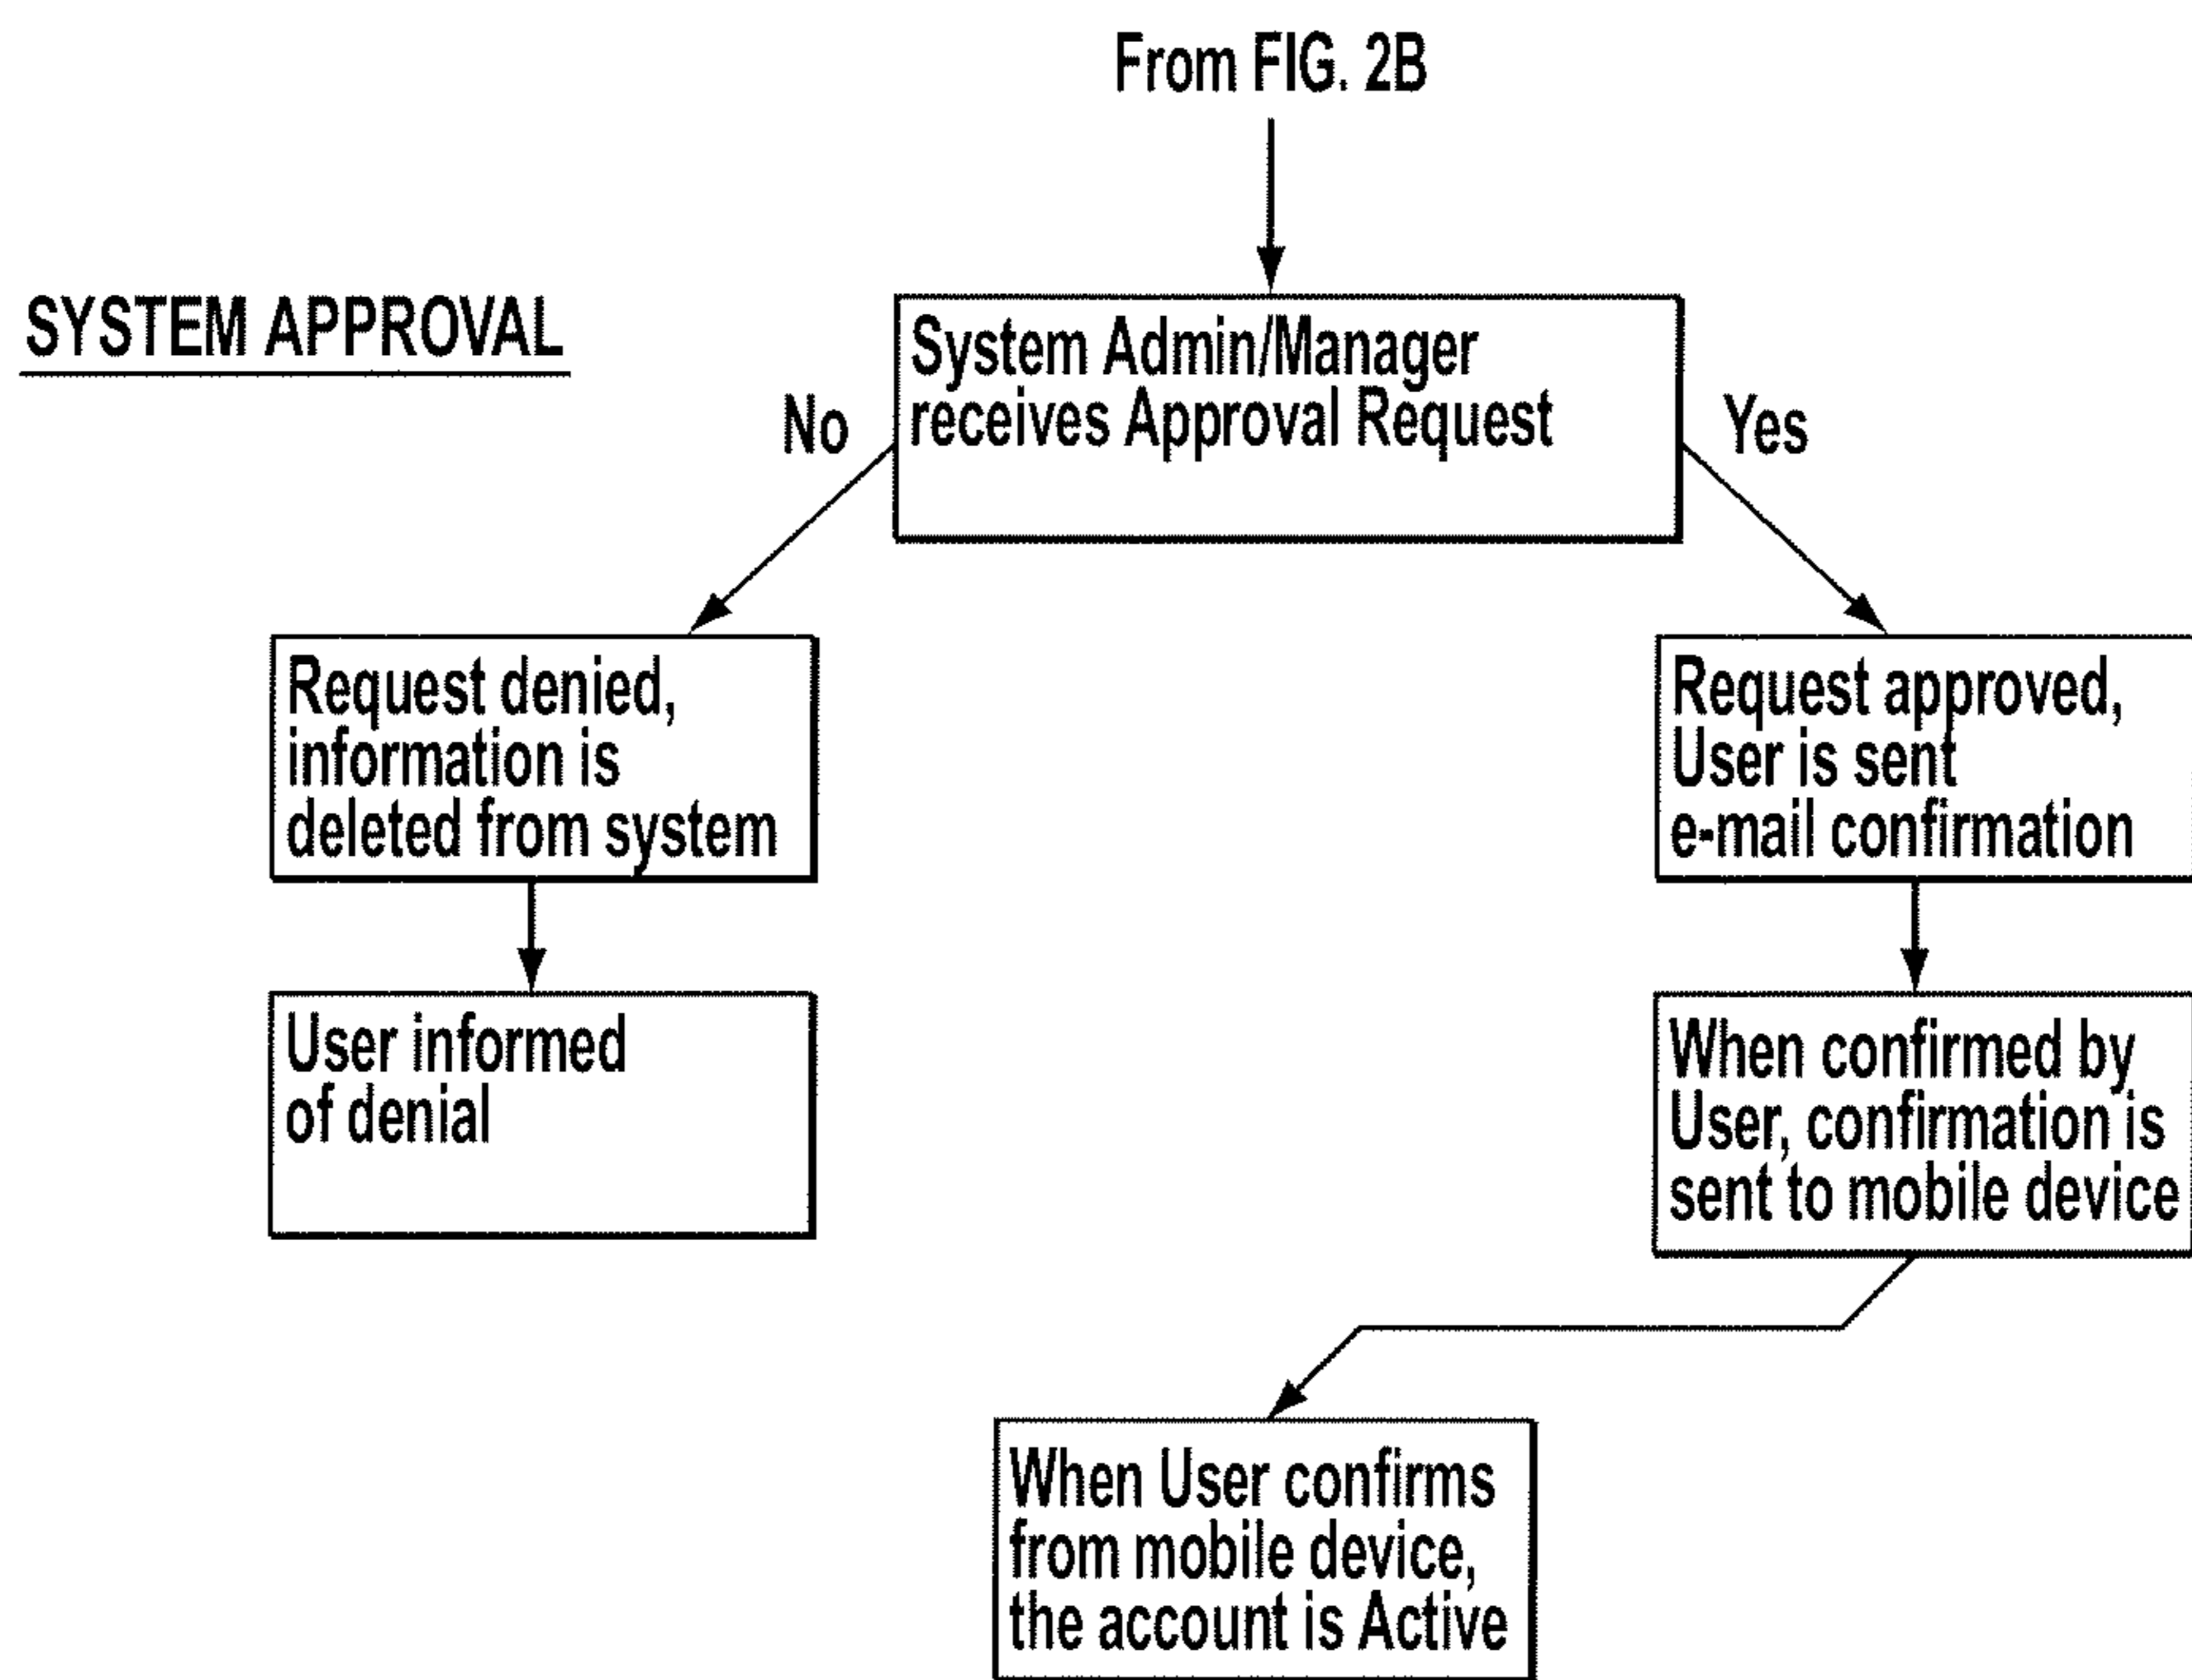 From FIG. 2B
SYSTEM APPROVAL
System Admin/Manager
receives Approval Request
No
Yes
Request denied,
information is
deleted from system
Request approved,
User is sent
e-mail confirmation
User informed
of denial
When confirmed by
User, confirmation is
sent to mobile device
When User confirms
from mobile device,
the account is Active